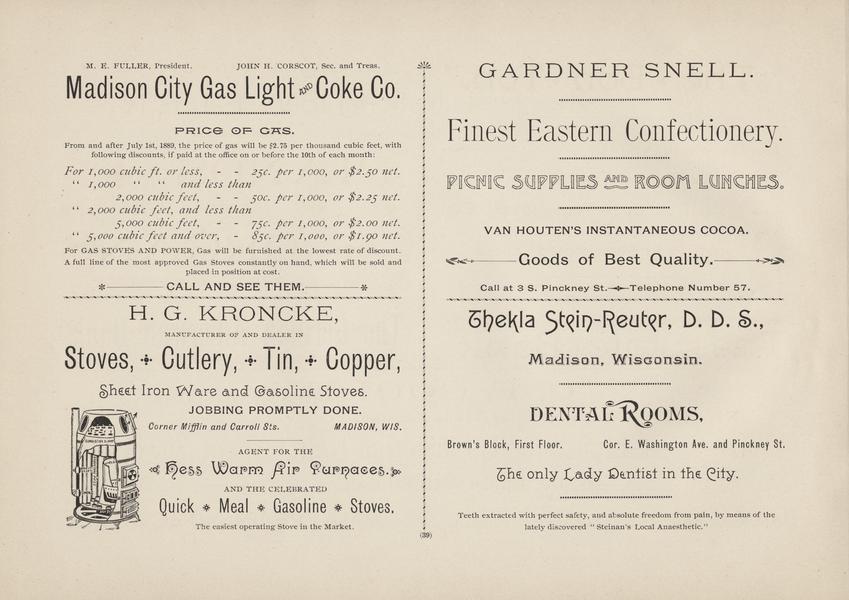 M. E. FULLER, President. JOHN H. CORSCOT, Sec. and Treas.
Madison City Gas Light AND Coke Co.
PRICE OF GAS.
From and after July 1st, 1889, the price of gas will be $2.75 per thousand cubic feet, with
following discounts, if paid at the office on or before the 10th of each month:
For 1,000 cubic ft. or less, - - 25c. per 1,000, or $2.50 net.
" 1,000 " " and less than
2,000 cubic feet, - - 50c. per 1,000, or $2.25 net.
" 2,000 cubic feet, and less than
5,000 cubic feet, - - 75c. per 1,000, or $2.00 net.
" 5,000 cubic feet and over, - 85c. per 1,000, or $1.90 net.
For GAS STOVES AND POWER, Gas will be furnished at the lowest rate of discount.
A full line of the most approved Gas Stoves constantly on hand, which will be sold and
placed in position at cost.
CALL AND SEE THEM.
H. G. KRONCKE,
MANUFACTURER OF AND DEALER IN
Stoves, Cutlery, Tin, Copper,
Sheet Iron Ware and Gasoline Stoves.
JOBBING PROMPTLY DONE.
Corner Mifflin and Carroll Sts. MADISON, WIS.
AGENT FOR THE
Hess Warm Air Furnaces.
AND THE CELEBRATED
Quick Meal Gasoline Stoves,
The easiest operating Stove in the Market.
(39)
GARDNER SNELL.
Finest Eastern Confectionery.
PICNIC SUPPLIES AND ROOM LUNCHES.
VAN HOUTEN'S INSTANTANEOUS COCOA.
Goods of Best Quality.
Call at 3 S. Pinckney St. Telephone Number 57.
Thekla Stein-Reuter, D. D. S.,
Madison, Wisconsin.
DENTAL ROOMS,
Brown's Block, First Floor. Cor. E. Washington Ave. and Pinckney St.
The only Lady Dentist in the City.
Teeth extracted with perfect safety, and absolute freedom from pain, by means of the
lately discovered "Steinan's Local Anaesthetic."